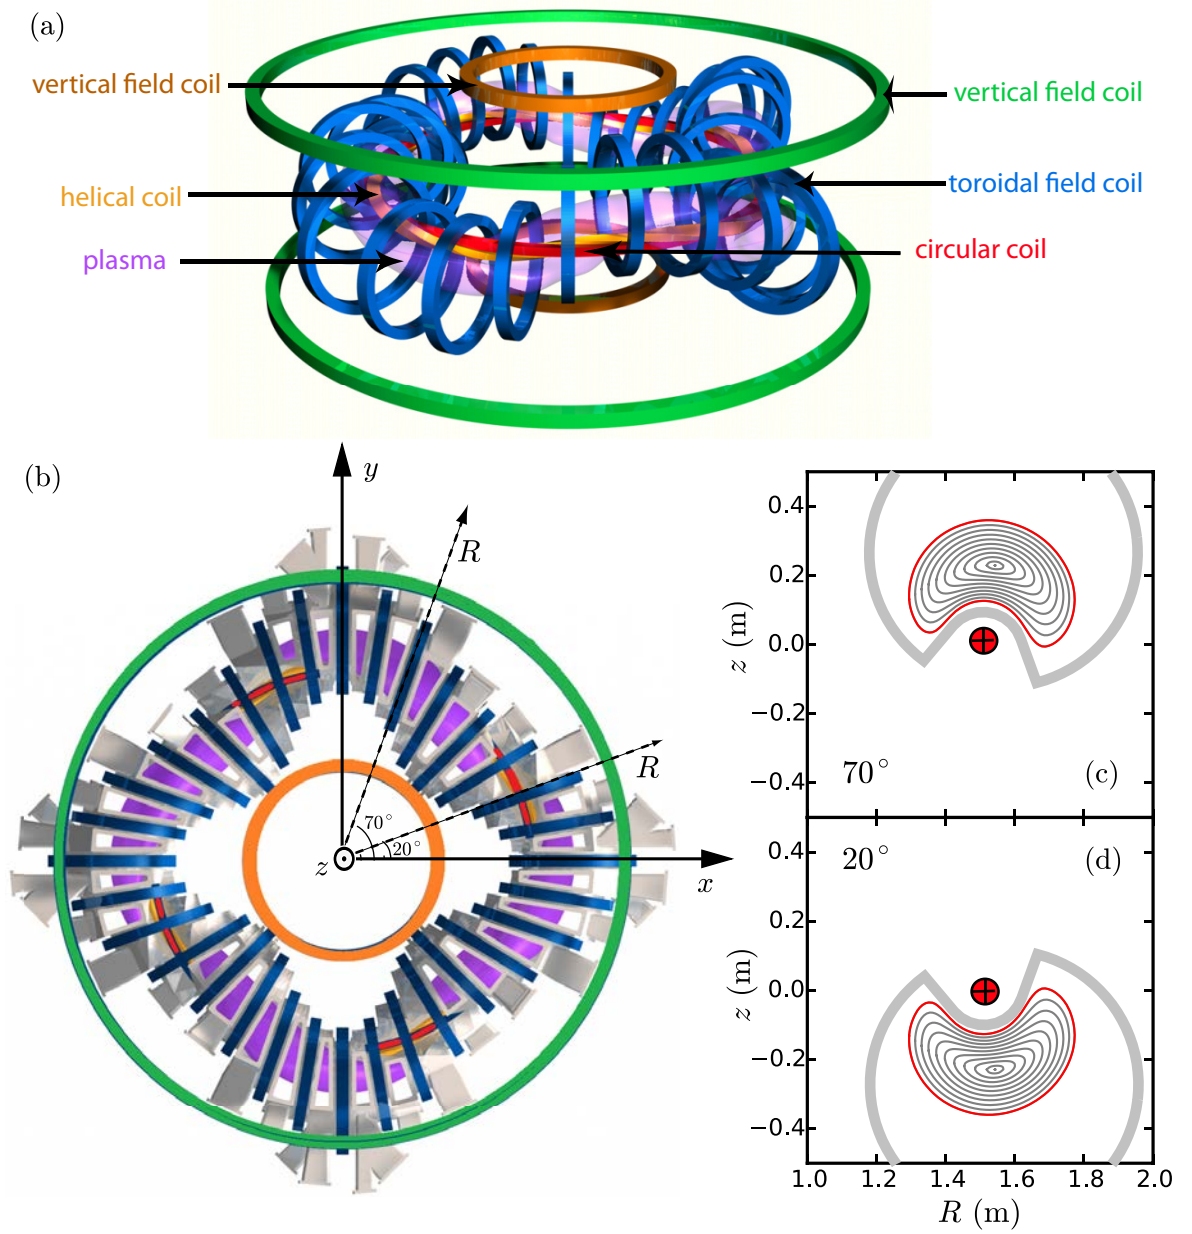 (a)
vertical field coil
vertical field coil
helical coil
toroidal field coil
plasma
circular coil
(b)
y
R
R
70°
20°
z
x
0.4
0.2
0.0
−0.2
−0.4
z (m)
70°
(c)
20°
(d)
0.4
0.2
0.0
−0.2
−0.4
z (m)
1.0 1.2 1.4 1.6 1.8 2.0
R (m)